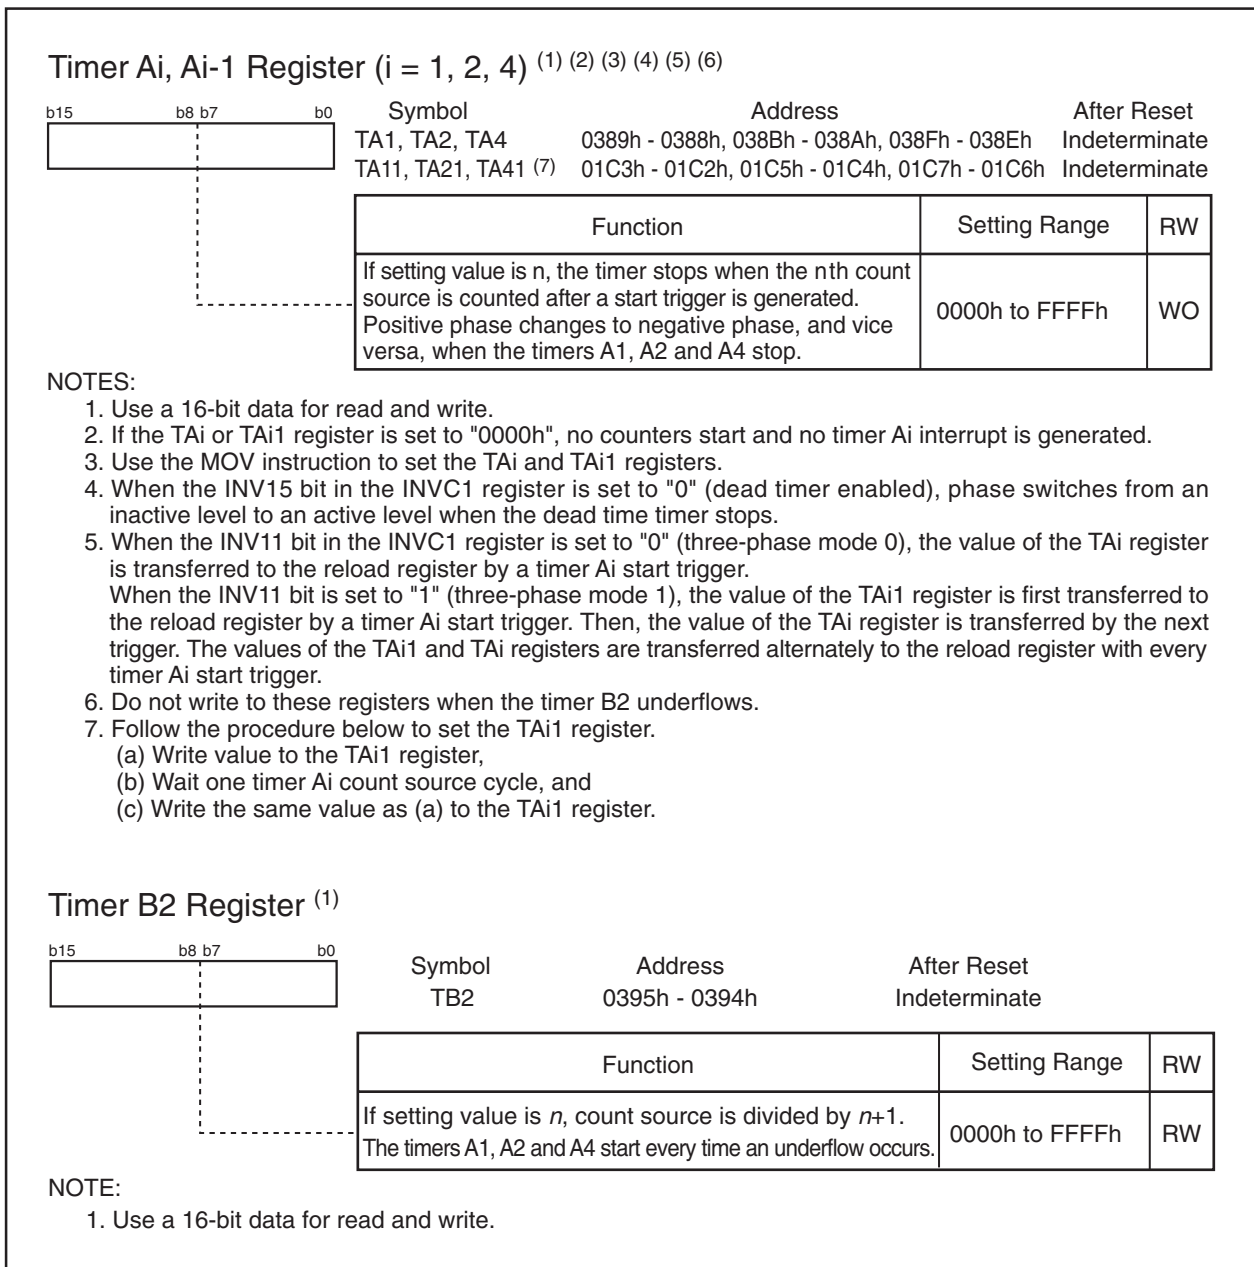 Timer Ai, Ai-1 Register (i = 1, 2, 4) (1) (2) (3) (4) (5) (6)
b15 b8 b7 b0 Symbol Address After Reset
TA1, TA2, TA4 0389h - 0388h, 038Bh - 038Ah, 038Fh - 038Eh Indeterminate
TA11, TA21, TA41 (7) 01C3h - 01C2h, 01C5h - 01C4h, 01C7h - 01C6h Indeterminate
Function Setting Range RW
If setting value is n, the timer stops when the nth count
source is counted after a start trigger is generated.
Positive phase changes to negative phase, and vice
versa, when the timers A1, A2 and A4 stop.
0000h to FFFFh WO
NOTES:
1. Use a 16-bit data for read and write.
2. If the TAi or TAi1 register is set to "0000h", no counters start and no timer Ai interrupt is generated.
3. Use the MOV instruction to set the TAi and TAi1 registers.
4. When the INV15 bit in the INVC1 register is set to "0" (dead timer enabled), phase switches from an
inactive level to an active level when the dead time timer stops.
5. When the INV11 bit in the INVC1 register is set to "0" (three-phase mode 0), the value of the TAi register
is transferred to the reload register by a timer Ai start trigger.
When the INV11 bit is set to "1" (three-phase mode 1), the value of the TAi1 register is first transferred to
the reload register by a timer Ai start trigger. Then, the value of the TAi register is transferred by the next
trigger. The values of the TAi1 and TAi registers are transferred alternately to the reload register with every
timer Ai start trigger.
6. Do not write to these registers when the timer B2 underflows.
7. Follow the procedure below to set the TAi1 register.
(a) Write value to the TAi1 register,
(b) Wait one timer Ai count source cycle, and
(c) Write the same value as (a) to the TAi1 register.
Timer B2 Register (1)
b15 b8 b7 b0
Symbol Address After Reset
TB2 0395h - 0394h Indeterminate
Function Setting Range RW
If setting value is n, count source is divided by n+1.
The timers A1, A2 and A4 start every time an underflow occurs.
0000h to FFFFh RW
NOTE:
1. Use a 16-bit data for read and write.